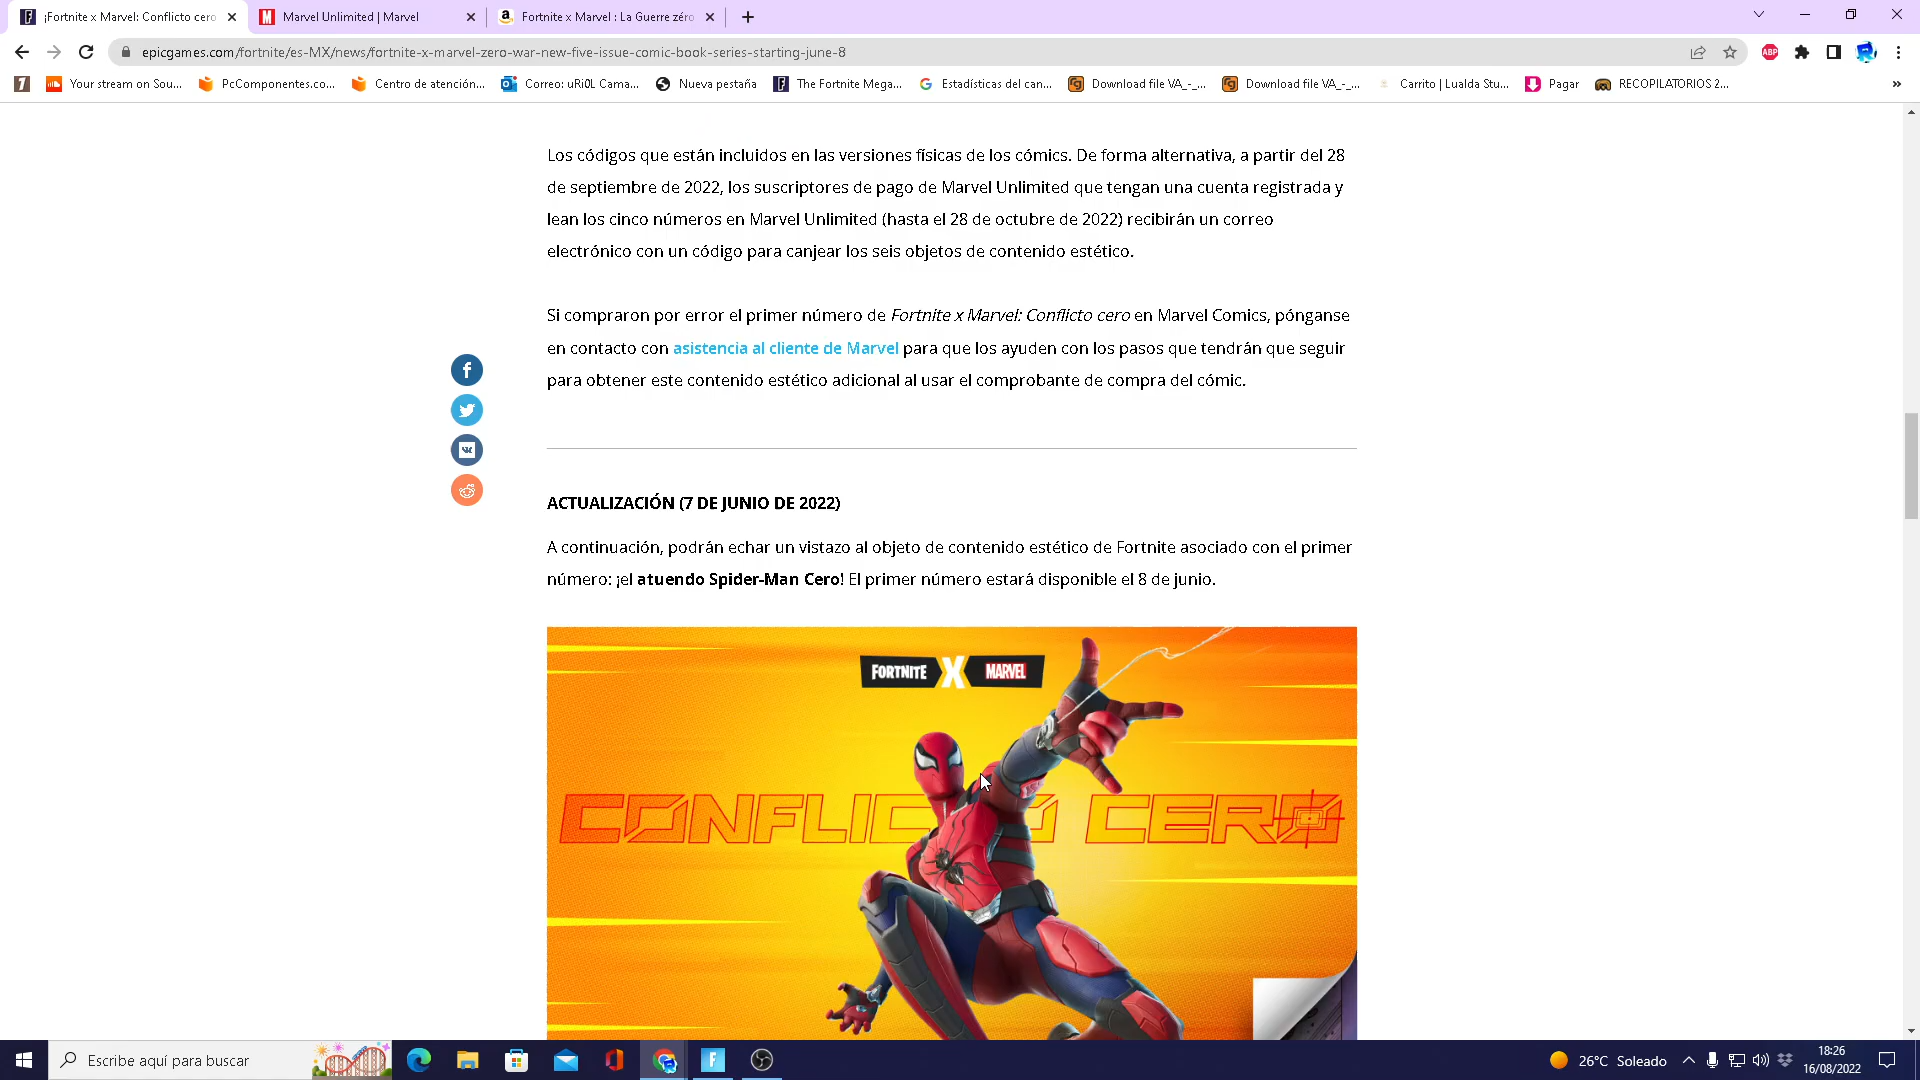 ¡Fortnite x Marvel: Conflicto cero
Marvel Unlimited | Marvel
Fortnite x Marvel : La Guerre zéro
epicgames.com/fortnite/es-MX/news/fortnite-x-marvel-zero-war-new-five-issue-comic-book-series-starting-june-8
ABP
Your stream on Sou...
PcComponentes.co...
Centro de atención...
Correo: uRi0L Cama...
Nueva pestaña
The Fortnite Mega...
Estadísticas del can...
Download file VA_-_...
Download file VA_-_...
Carrito | Lualda Stu...
Pagar
RECOPILATORIOS 2...
Los códigos que están incluidos en las versiones físicas de los cómics. De forma alternativa, a partir del 28
de septiembre de 2022, los suscriptores de pago de Marvel Unlimited que tengan una cuenta registrada y
lean los cinco números en Marvel Unlimited (hasta el 28 de octubre de 2022) recibirán un correo
electrónico con un código para canjear los seis objetos de contenido estético.
Si compraron por error el primer número de Fortnite x Marvel: Conflicto cero en Marvel Comics, pónganse
en contacto con asistencia al cliente de Marvel para que los ayuden con los pasos que tendrán que seguir
para obtener este contenido estético adicional al usar el comprobante de compra del cómic.
ACTUALIZACIÓN (7 DE JUNIO DE 2022)
A continuación, podrán echar un vistazo al objeto de contenido estético de Fortnite asociado con el primer
número: ¡el atuendo Spider-Man Cero! El primer número estará disponible el 8 de junio.
FORTNITE X MARVEL
CONFLICTO CERO
Escribe aquí para buscar
26°C Soleado
18:26
16/08/2022